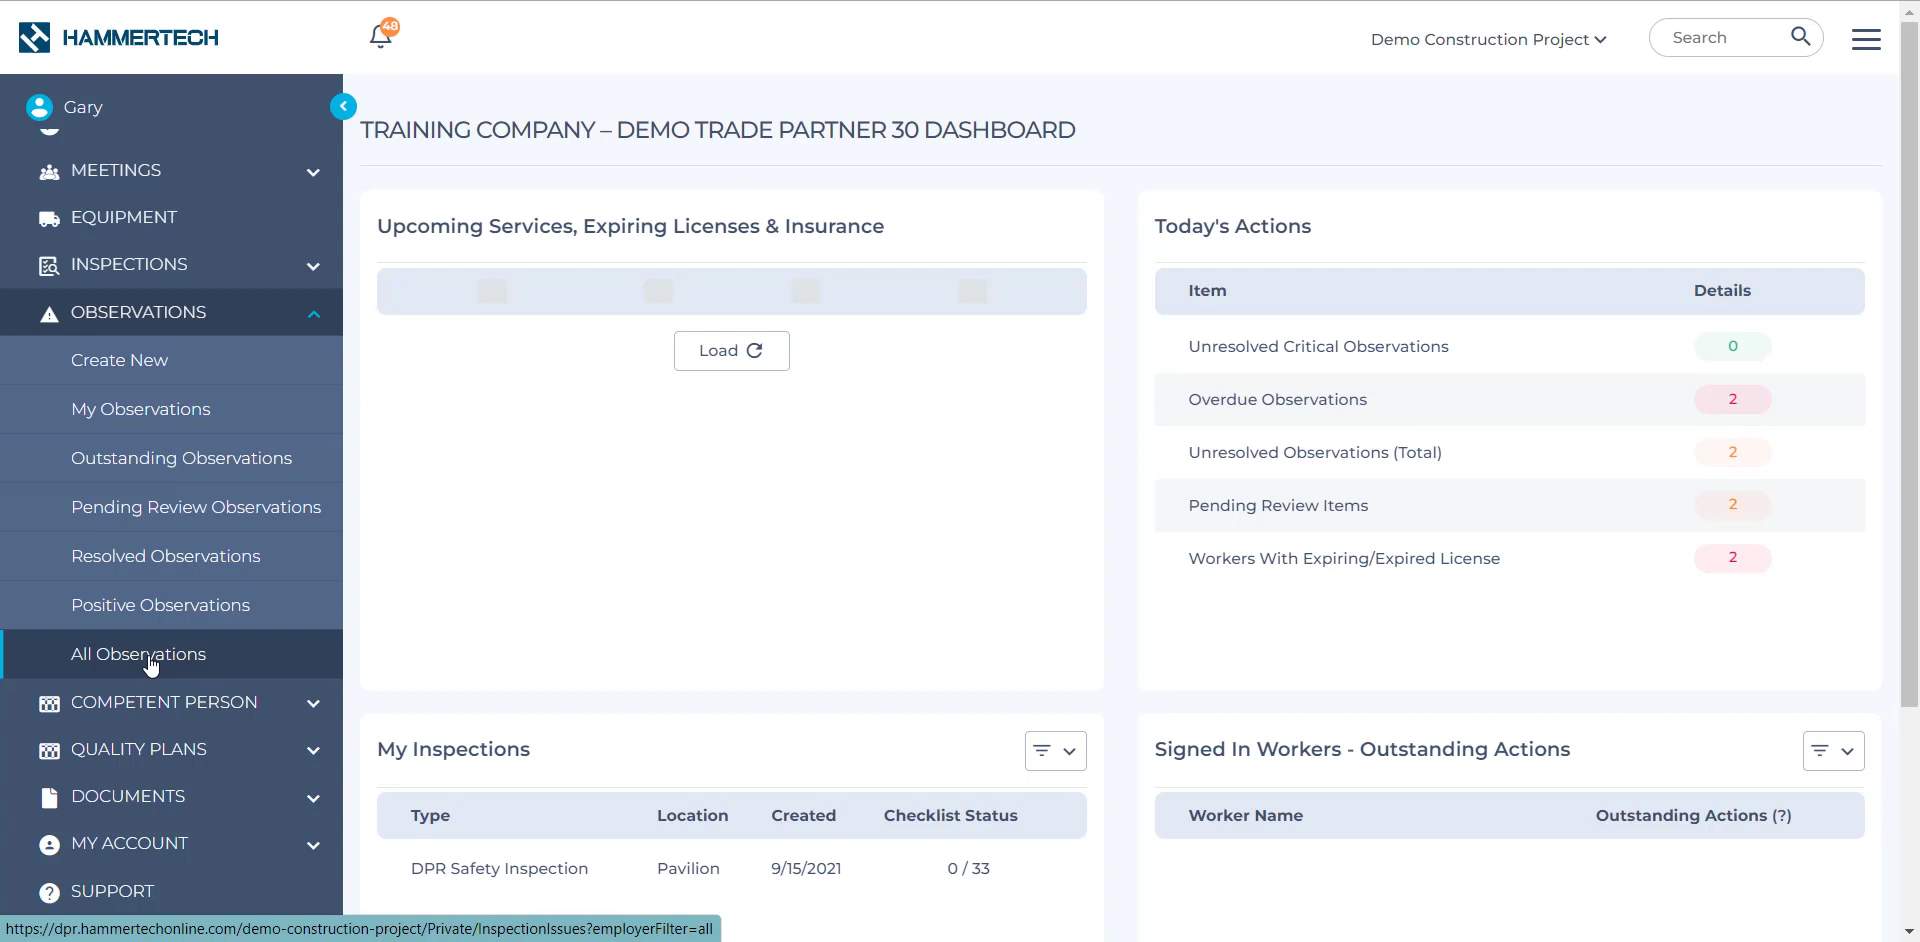 HAMMERTECH
48
Demo Construction Project
Search
Gary
MEETINGS
EQUIPMENT
INSPECTIONS
OBSERVATIONS
Create New
My Observations
Outstanding Observations
Pending Review Observations
Resolved Observations
Positive Observations
All Observations
COMPETENT PERSON
QUALITY PLANS
DOCUMENTS
MY ACCOUNT
SUPPORT
TRAINING COMPANY – DEMO TRADE PARTNER 30 DASHBOARD
Upcoming Services, Expiring Licenses & Insurance
Load
Today's Actions
Item Details
Unresolved Critical Observations 0
Overdue Observations 2
Unresolved Observations (Total) 2
Pending Review Items 2
Workers With Expiring/Expired License 2
My Inspections
Type Location Created Checklist Status
DPR Safety Inspection Pavilion 9/15/2021 0 / 33
Signed In Workers - Outstanding Actions
Worker Name Outstanding Actions (?)
https://dpr.hammertechonline.com/demo-construction-project/Private/InspectionIssues?employerFilter=all